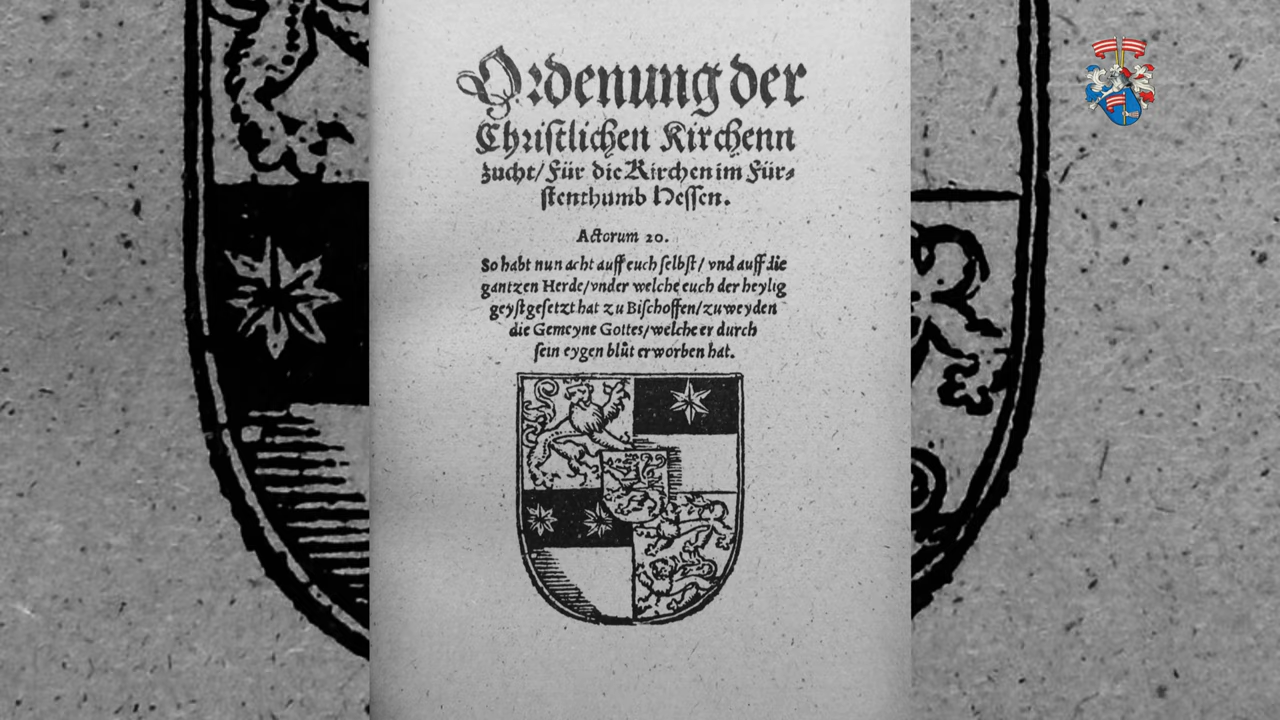 Ordenung der
Christlichen Kirchenn
zucht/ Für die Kirchen im Für⸗
stenthumb Hessen.
Actorum 20.
So habt nun acht auff euch selbst/ vnd auff die
gantzen Herde/ vnder welche euch der heylig
geyst gesetzt hat zu Bischoffen/ zu weyden
die Gemeyne Gottes/ welche er durch
sein eygen blůt erworben hat.